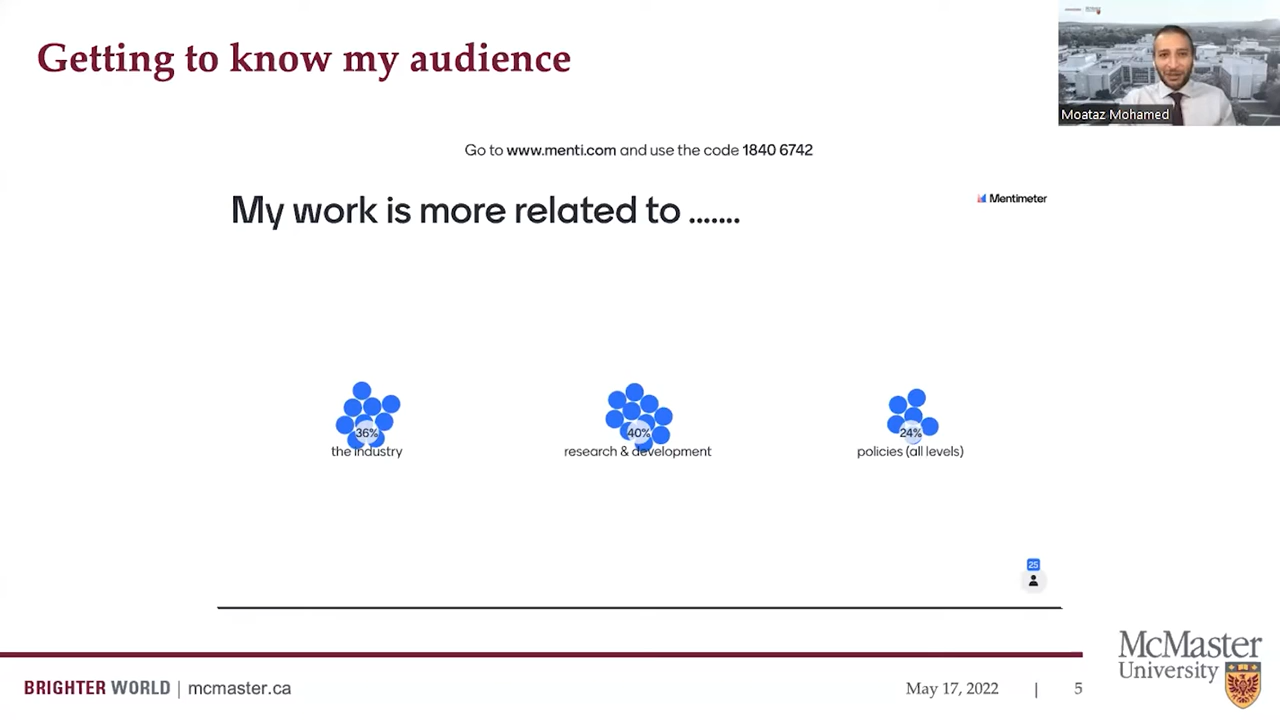 Getting to know my audience
Moataz Mohamed
Go to www.menti.com and use the code 1840 6742
My work is more related to .......
Mentimeter
36%
40%
24%
the industry
research & development
policies (all levels)
25
BRIGHTER WORLD | mcmaster.ca
May 17, 2022 | 5
McMaster
University